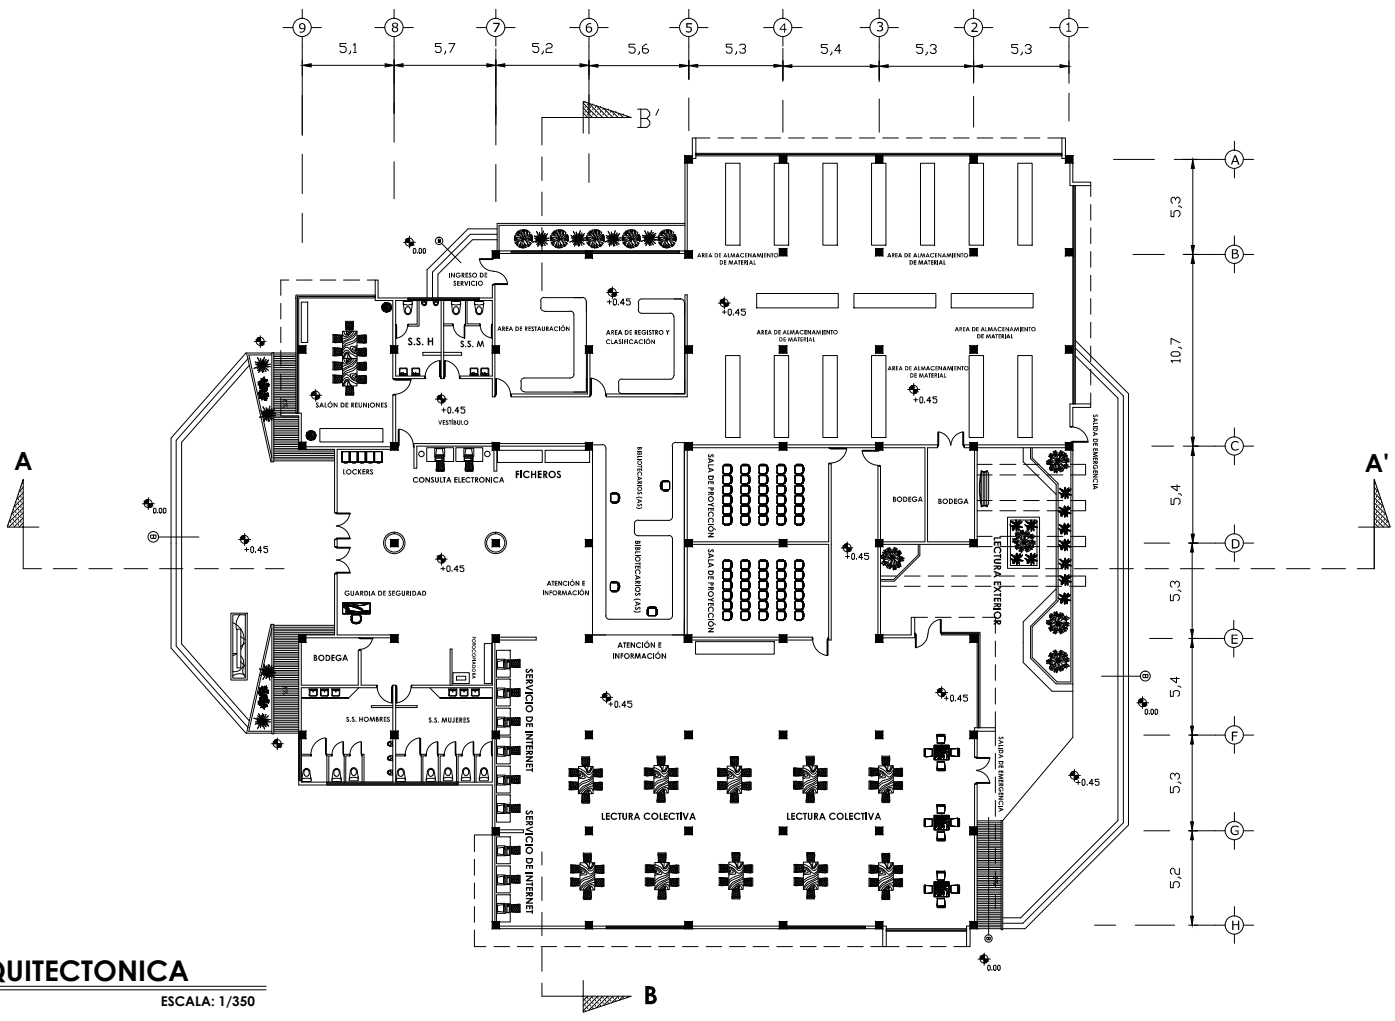 9 8 7 6 5 4 3 2 1
5,1 5,7 5,2 5,6 5,3 5,4 5,3 5,3
B'
A
5,3
B
10,7
C
5,4
D
5,3
E
5,4
F
5,3
G
5,2
H
0.00
B
INGRESO DE
SERVICIO
AREA DE ALMACENAMIENTO
DE MATERIAL
AREA DE ALMACENAMIENTO
DE MATERIAL
+0.45
+0.45
AREA DE RESTAURACIÓN
AREA DE REGISTRO Y
CLASIFICACIÓN
AREA DE ALMACENAMIENTO
DE MATERIAL
AREA DE ALMACENAMIENTO
DE MATERIAL
S.S. H
S.S. M
AREA DE ALMACENAMIENTO
DE MATERIAL
+0.45
SALÓN DE REUNIONES
+0.45
VESTÍBULO
SALIDA DE EMERGENCIA
A
A'
LOCKERS
CONSULTA ELECTRONICA
FICHEROS
BIBLIOTECARIOS (AS)
SALA DE PROYECCIÓN
BODEGA
BODEGA
0.00
B
+0.45
+0.45
+0.45
LECTURA EXTERIOR
ATENCIÓN E
INFORMACIÓN
BIBLIOTECARIOS (AS)
SALA DE PROYECCIÓN
GUARDIA DE SEGURIDAD
BODEGA
FOTOCOPIADORA
ATENCIÓN E
INFORMACIÓN
+0.45
+0.45
B
0.00
S.S. HOMBRES
S.S. MUJERES
SERVICIO DE INTERNET
SALIDA DE EMERGENCIA
+0.45
LECTURA COLECTIVA
LECTURA COLECTIVA
SERVICIO DE INTERNET
B
0.00
B
QUITECTONICA
ESCALA: 1/350